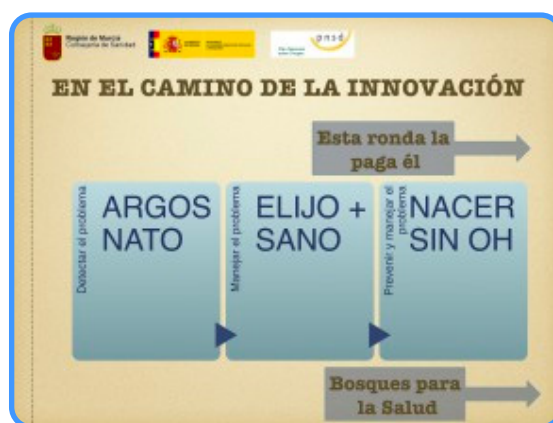 Región de Murcia
Consejería de Sanidad
pnsd
EN EL CAMINO DE LA INNOVACIÓN
Esta ronda la
paga él
Detectar el problema
ARGOS
NATO
Manejar el problema
ELIJO +
SANO
Prevenir y manejar el
problema
NACER
SIN OH
Bosques para
la Salud